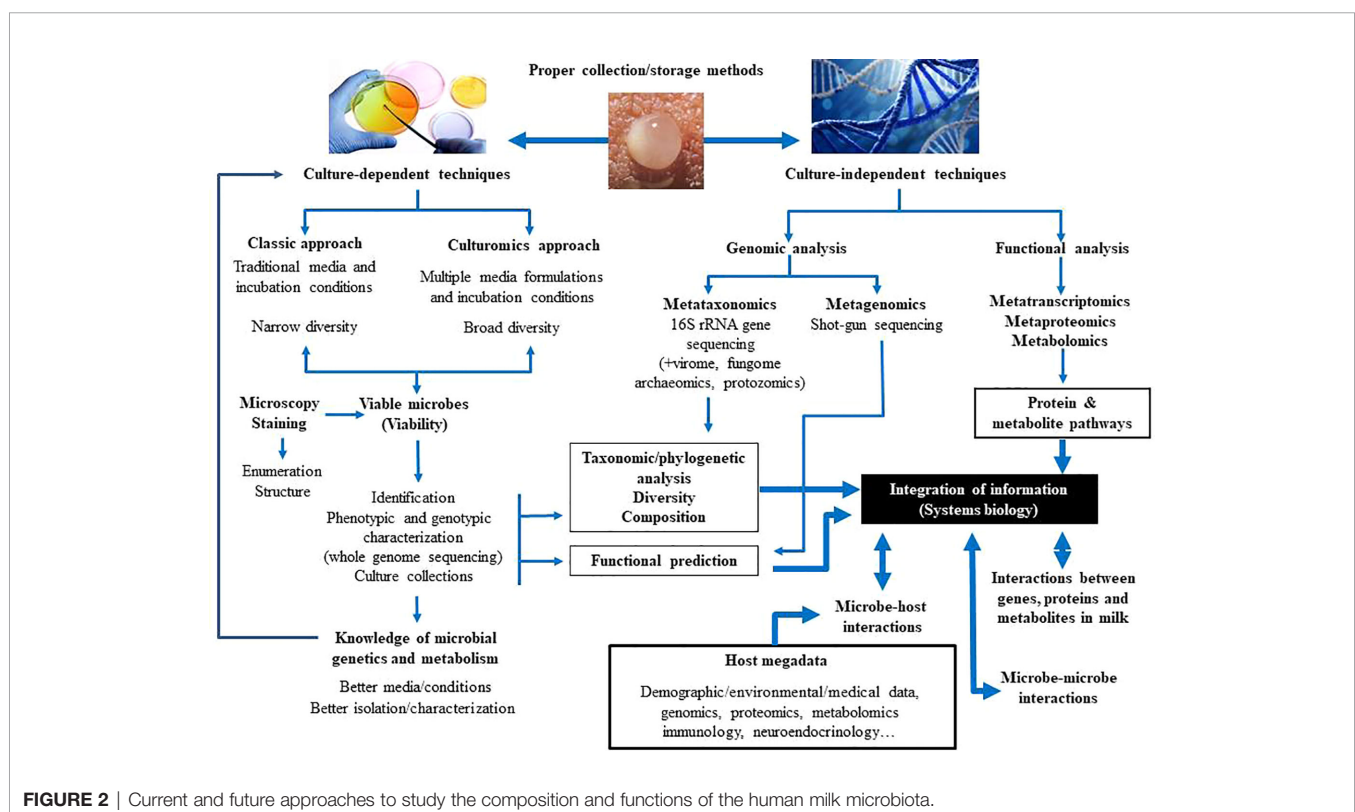 Proper collection/storage methods
Culture-dependent techniques
Culture-independent techniques
Classic approach
Traditional media and
incubation conditions
Narrow diversity
Culturomics approach
Multiple media formulations
and incubation conditions
Broad diversity
Genomic analysis
Functional analysis
Metataxonomics
16S rRNA gene
sequencing
(+virome, fungome
archaeomics, protozomics)
Metagenomics
Shot-gun sequencing
Metatranscriptomics
Metaproteomics
Metabolomics
Microscopy
Staining
Enumeration
Structure
Viable microbes
(Viability)
Identification
Phenotypic and genotypic
characterization
(whole genome sequencing)
Culture collections
Knowledge of microbial
genetics and metabolism
Better media/conditions
Better isolation/characterization
Taxonomic/phylogenetic
analysis
Diversity
Composition
Functional prediction
Protein &
metabolite pathways
Integration of information
(Systems biology)
Microbe-host
interactions
Interactions between
genes, proteins and
metabolites in milk
Microbe-microbe
interactions
Host megadata
Demographic/environmental/medical data,
genomics, proteomics, metabolomics
immunology, neuroendocrinology…
FIGURE 2 | Current and future approaches to study the composition and functions of the human milk microbiota.